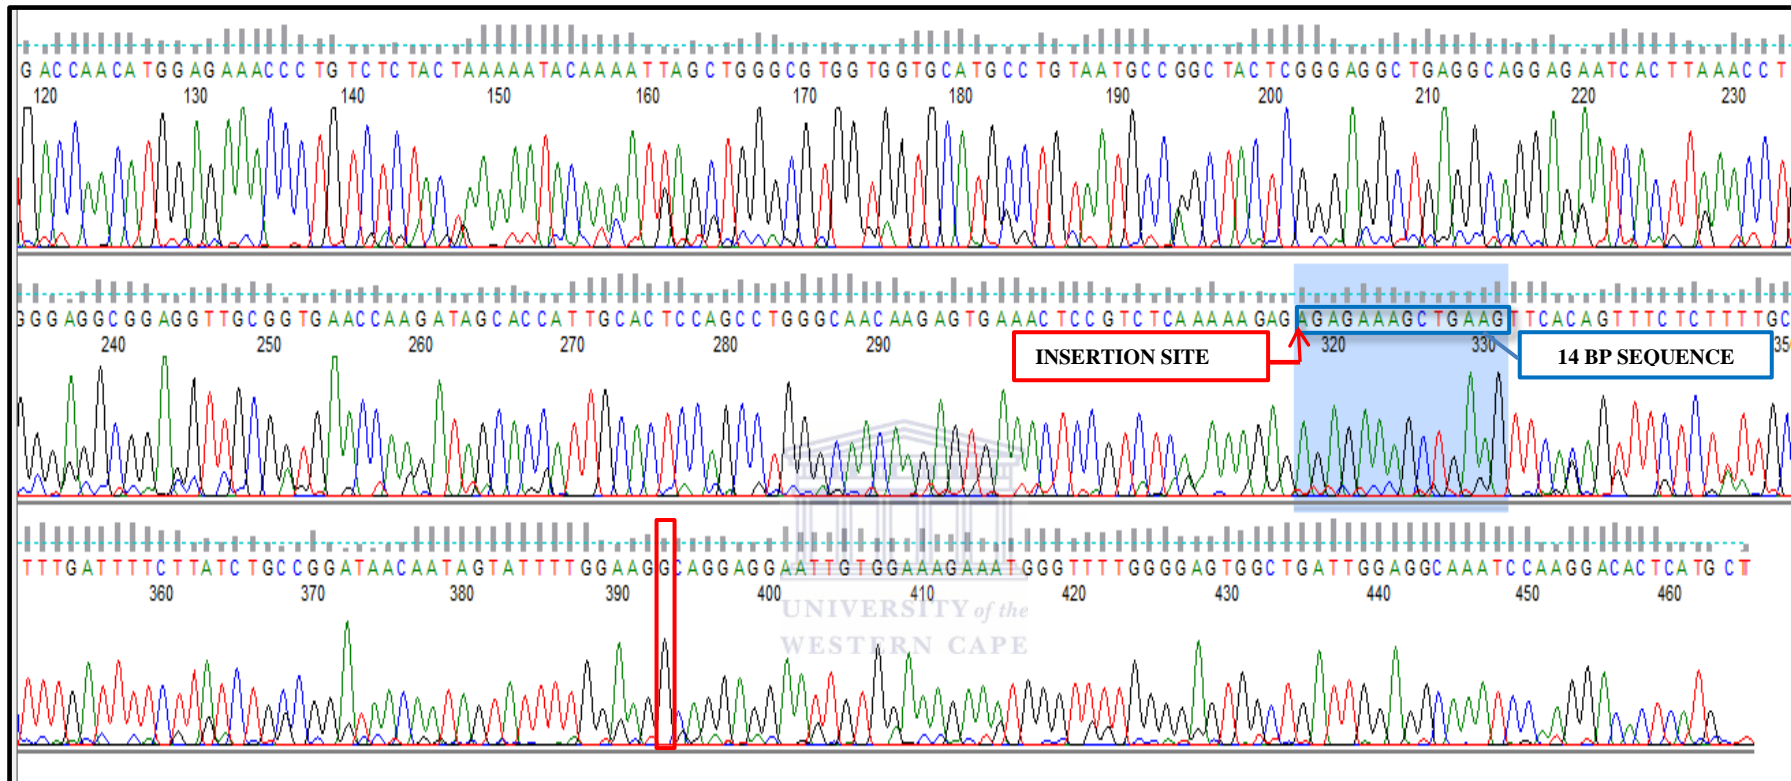 GACCAACATGGAGAAACCCTGTCTCTACTAAAAATACAAAATTAGCTGGGCGTGGTGGTGCATGCCTGTAATGCCGGCTACTCGGGAGGCTGAGGCAGGAGAATCACTTAAACCT
120 130 140 150 160 170 180 190 200 210 220 230
GGGAGGCGGAGGTTGCGGTGAACCAAGATAGCACCATTGCACTCCAGCCTGGGCAACAAGAGTGAAACTCCGTCTCAAAAAGAGAGAGAAAGCTGAAGTTCACAGTTTCTCTTTTGC
240 250 260 270 280 290 320 330 35
INSERTION SITE
14 BP SEQUENCE
TTTGATTTTCTTATCTGCCGGATAACAATAGTATTTTGGAAGGCAGGAGGAATTGTGGAAAGAAATGGGTTTTGGGGAGTGGCTGATTGGAGGCAAATCCAAGGACACTCATGCT
360 370 380 390 400 410 420 430 440 450 460
UNIVERSITY of the
WESTERN CAPE